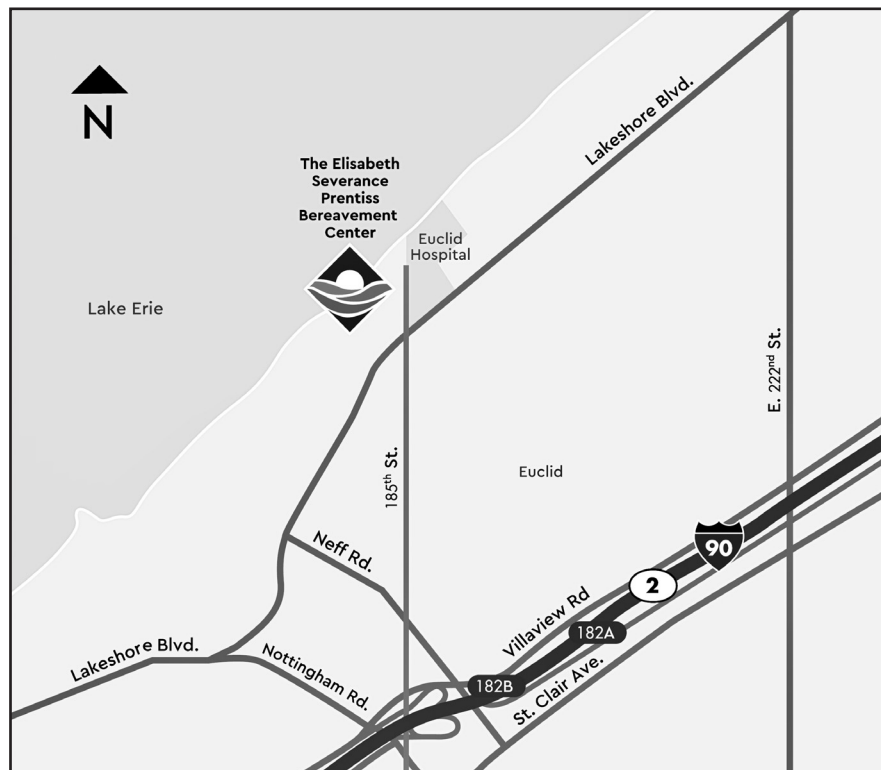 N
Lakeshore Blvd.
The Elisabeth
Severance
Prentiss
Bereavement
Center
Euclid
Hospital
Lake Erie
E. 222nd St.
185th St.
Euclid
Neff Rd.
90
2
Villaview Rd
182A
Lakeshore Blvd.
Nottingham Rd.
182B
St. Clair Ave.